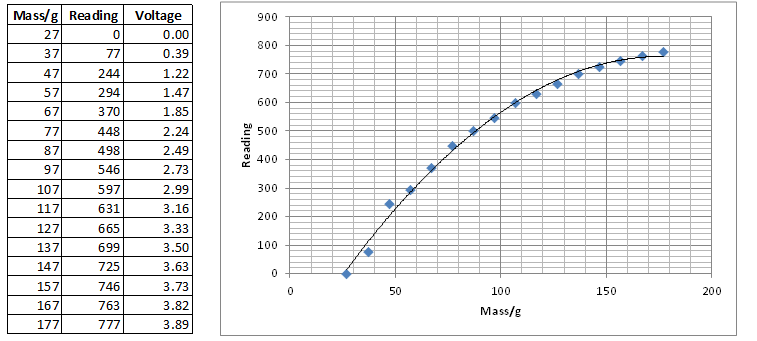 Mass/g Reading Voltage
27 0 0.00
37 77 0.39
47 244 1.22
57 294 1.47
67 370 1.85
77 448 2.24
87 498 2.49
97 546 2.73
107 597 2.99
117 631 3.16
127 665 3.33
137 699 3.50
147 725 3.63
157 746 3.73
167 763 3.82
177 777 3.89
900
800
700
600
500
400
300
200
100
0
Reading
0 50 100 150 200
Mass/g